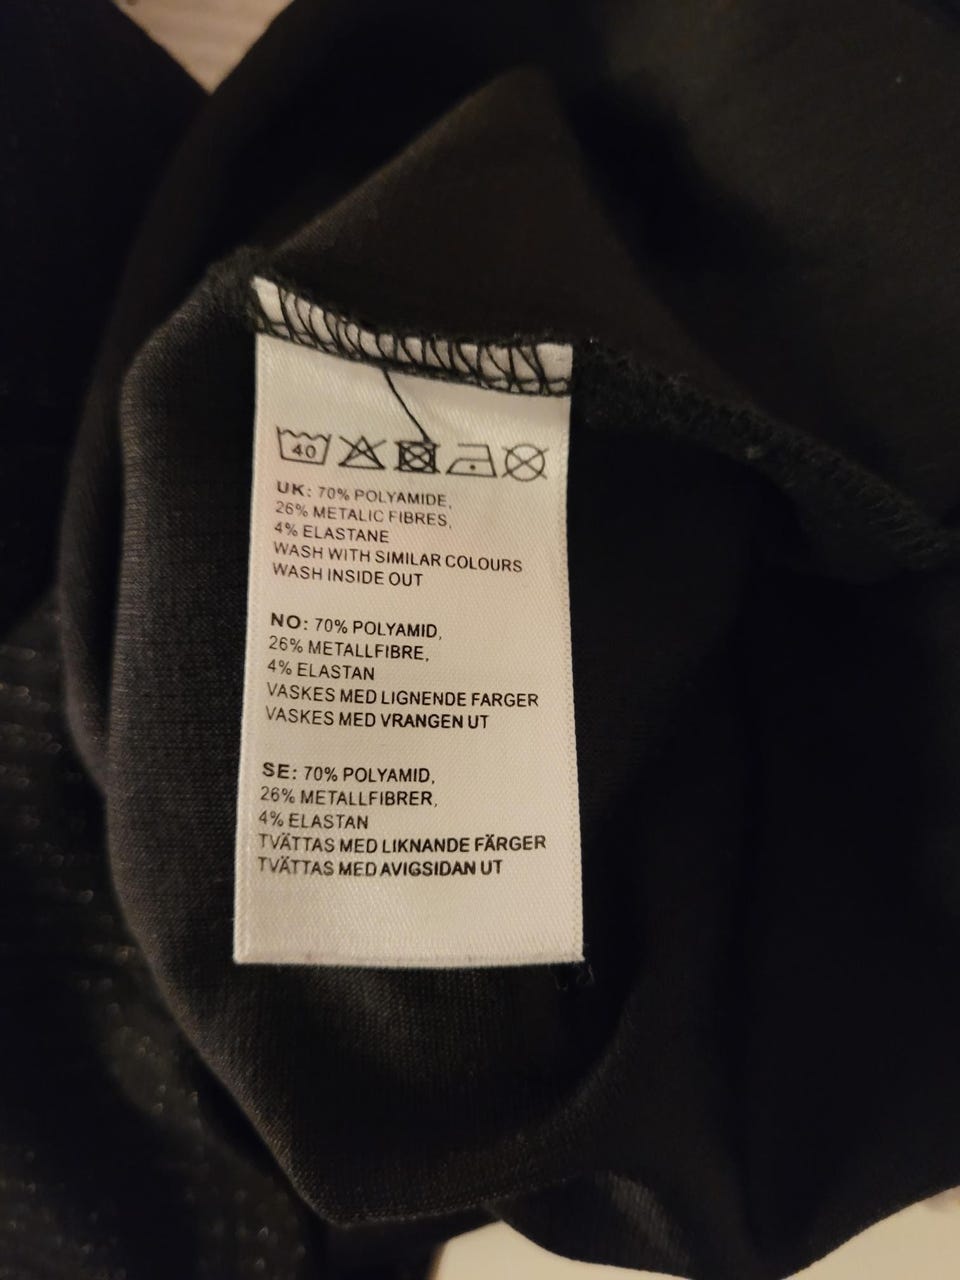 40
UK: 70% POLYAMIDE,
26% METALIC FIBRES,
4% ELASTANE
WASH WITH SIMILAR COLOURS
WASH INSIDE OUT
NO: 70% POLYAMID,
26% METALLFIBRE,
4% ELASTAN
VASKES MED LIGNENDE FARGER
VASKES MED VRANGEN UT
SE: 70% POLYAMID,
26% METALLFIBRER,
4% ELASTAN
TVÄTTAS MED LIKNANDE FÄRGER
TVÄTTAS MED AVIGSIDAN UT